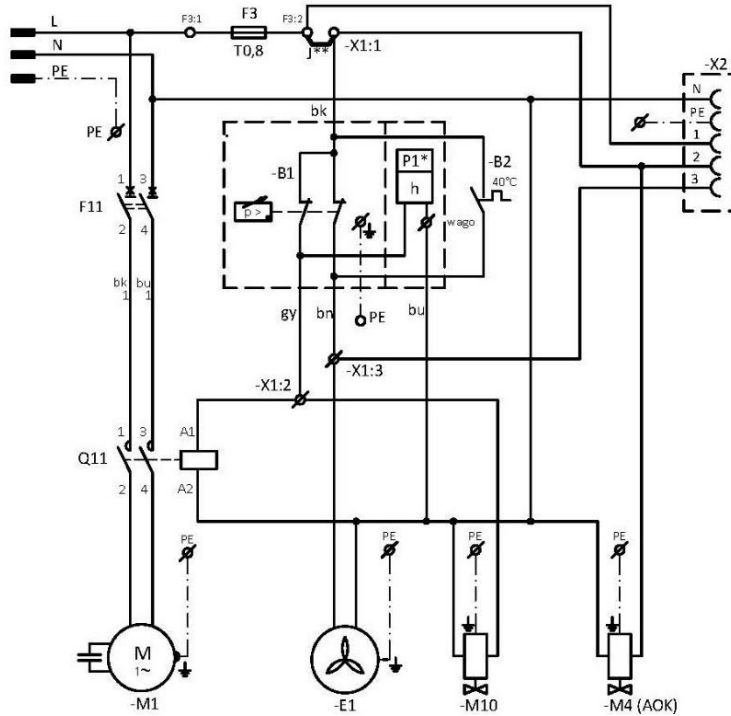 L
F3:1
F3
F3:2
T0,8
J**
-X1:1
N
PE
PE
-X2
N
PE
1
2
3
bk
-B1
P1*
h
-B2
40°C
p >
wago
1
3
F11
2
4
bk
1
bu
1
gy
bn
PE
bu
-X1:3
-X1:2
1
3
A1
Q11
2
4
A2
PE
PE
PE
PE
M
1~
-M1
-E1
-M10
-M4 (AOK)